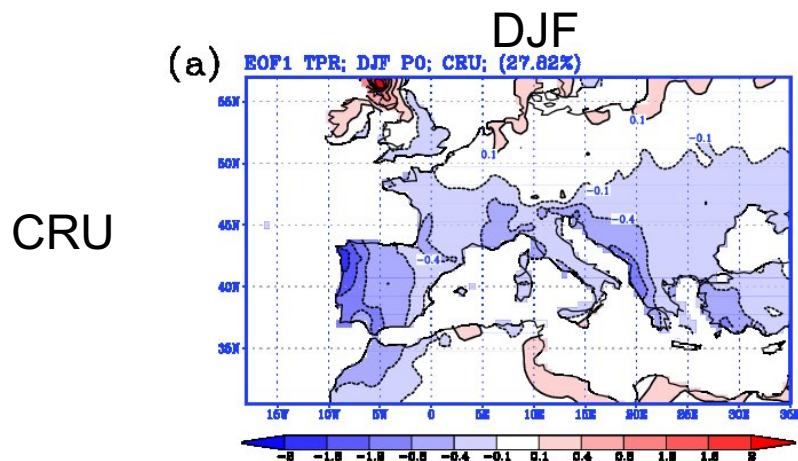 DJF
(a) EOF1 TPR; DJF P0; CRU; (27.82%)
55N
0.1
-0.1
0.1
50N
-0.1
45N
-0.4
CRU
-0.4
40N
35N
15W 10W 5W 0 5E 10E 15E 20E 25E 30E 35E
-0.4 -0.1 0.1 0.4